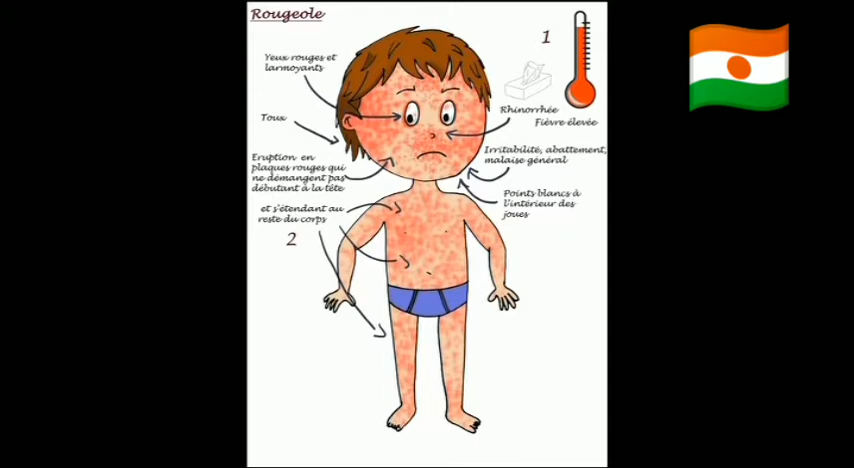 Rougeole
1
Yeux rouges et
larmoyants
Toux
Rhinorrhée
Fièvre élevée
Irritabilité, abattement,
malaise général
Eruption en
plaques rouges qui
ne démangent pas
débutant à la tête
Points blancs à
l'intérieur des
joues
et s'étendant au
reste du corps
2